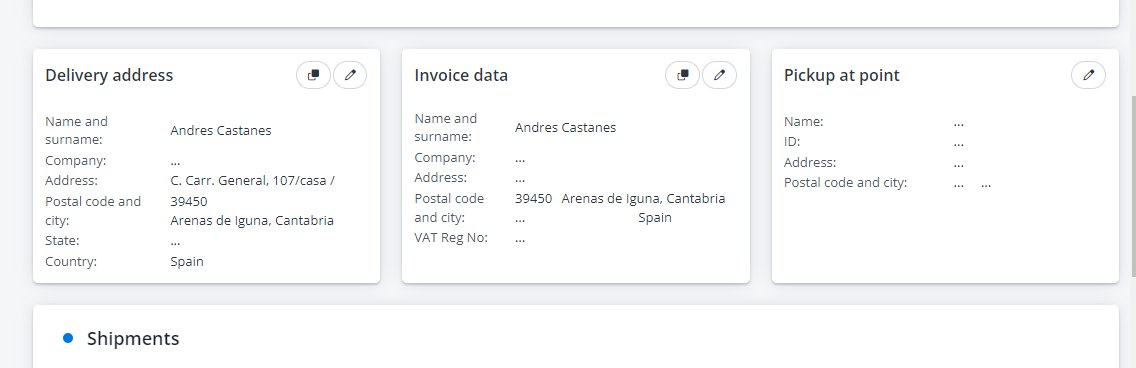 Delivery address
Name and
surname:
Andres Castanes
Company:
...
Address:
C. Carr. General, 107/casa /
Postal code and
city:
39450
Arenas de Iguna, Cantabria
State:
...
Country:
Spain
Invoice data
Name and
surname:
Andres Castanes
Company:
...
Address:
...
Postal code
and city:
39450 Arenas de Iguna, Cantabria
... Spain
VAT Reg No:
...
Pickup at point
Name:
...
ID:
...
Address:
...
Postal code and city:
... ...
Shipments